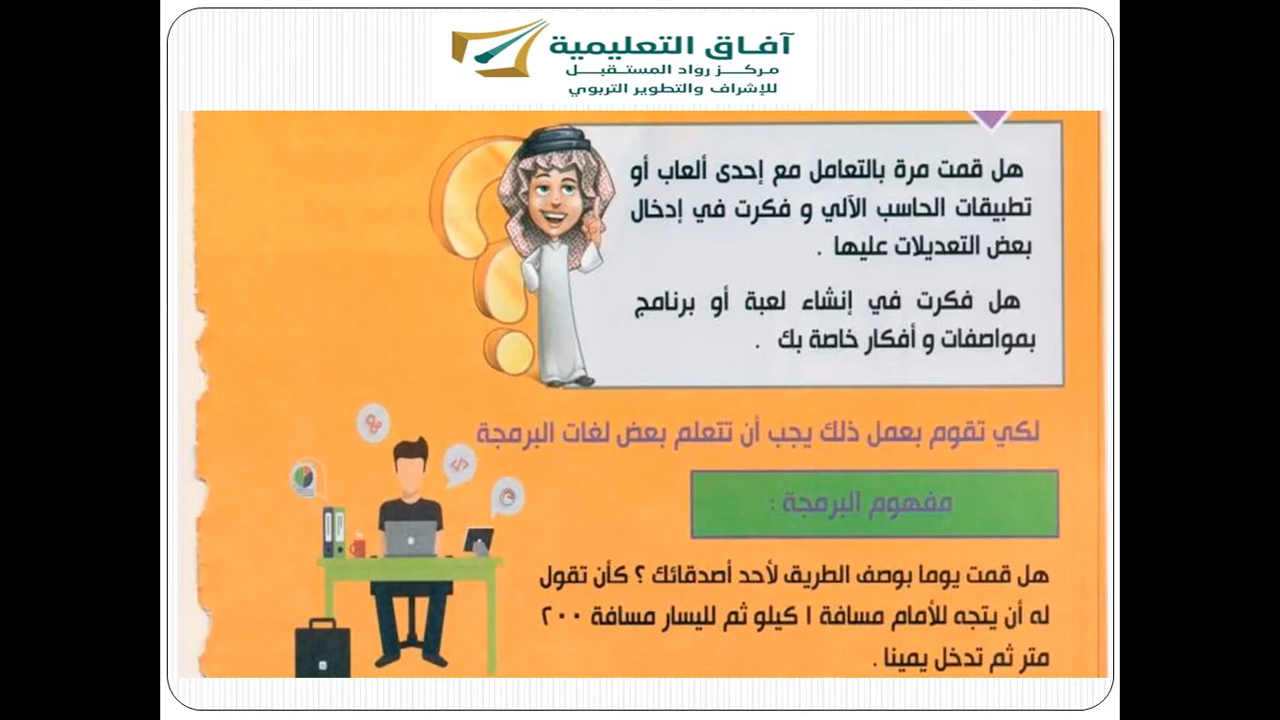 آفاق التعليمية
مركز رواد المستقبل
للإشراف والتطوير التربوي
هل قمت مرة بالتعامل مع إحدى ألعاب أو
تطبيقات الحاسب الآلي و فكرت في إدخال
بعض التعديلات عليها .
هل فكرت في إنشاء لعبة أو برنامج
بمواصفات و أفكار خاصة بك .
لكي تقوم بعمل ذلك يجب أن تتعلم بعض لغات البرمجة
مفهوم البرمجة :
هل قمت يوما بوصف الطريق لأحد أصدقائك ؟ كأن تقول
له أن يتجه للأمام مسافة ١ كيلو ثم لليسار مسافة ٢٠٠
متر ثم تدخل يمينا .